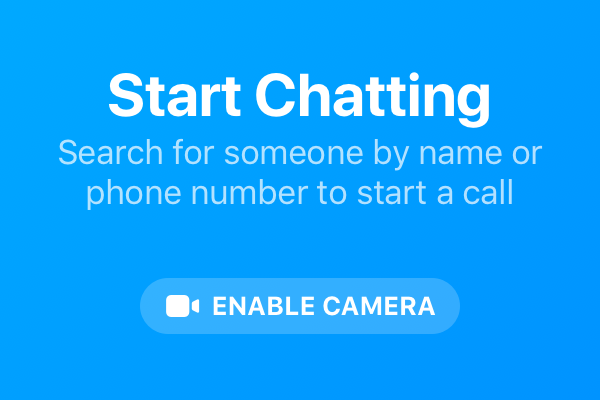 Start Chatting
Search for someone by name or
phone number to start a call
ENABLE CAMERA